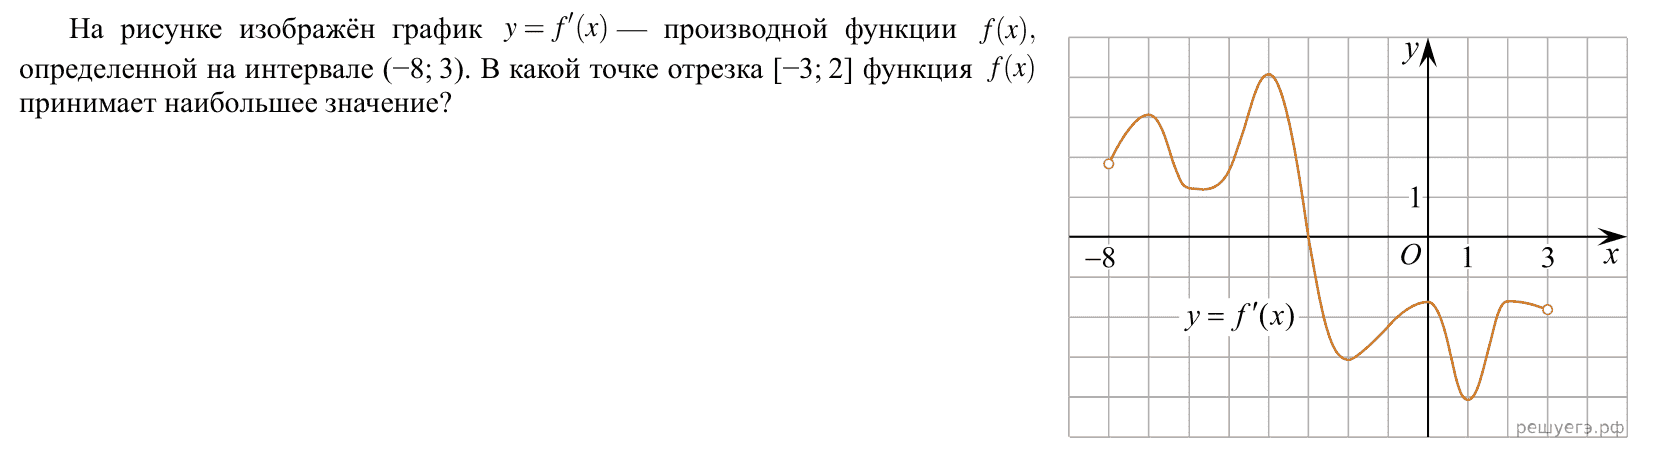 На рисунке изображён график y = f′(x) — производной функции f(x),
определенной на интервале (−8; 3). В какой точке отрезка [−3; 2] функция f(x)
принимает наибольшее значение?
y
1
−8
O
1
3
x
y = f′(x)
решуегэ.рф